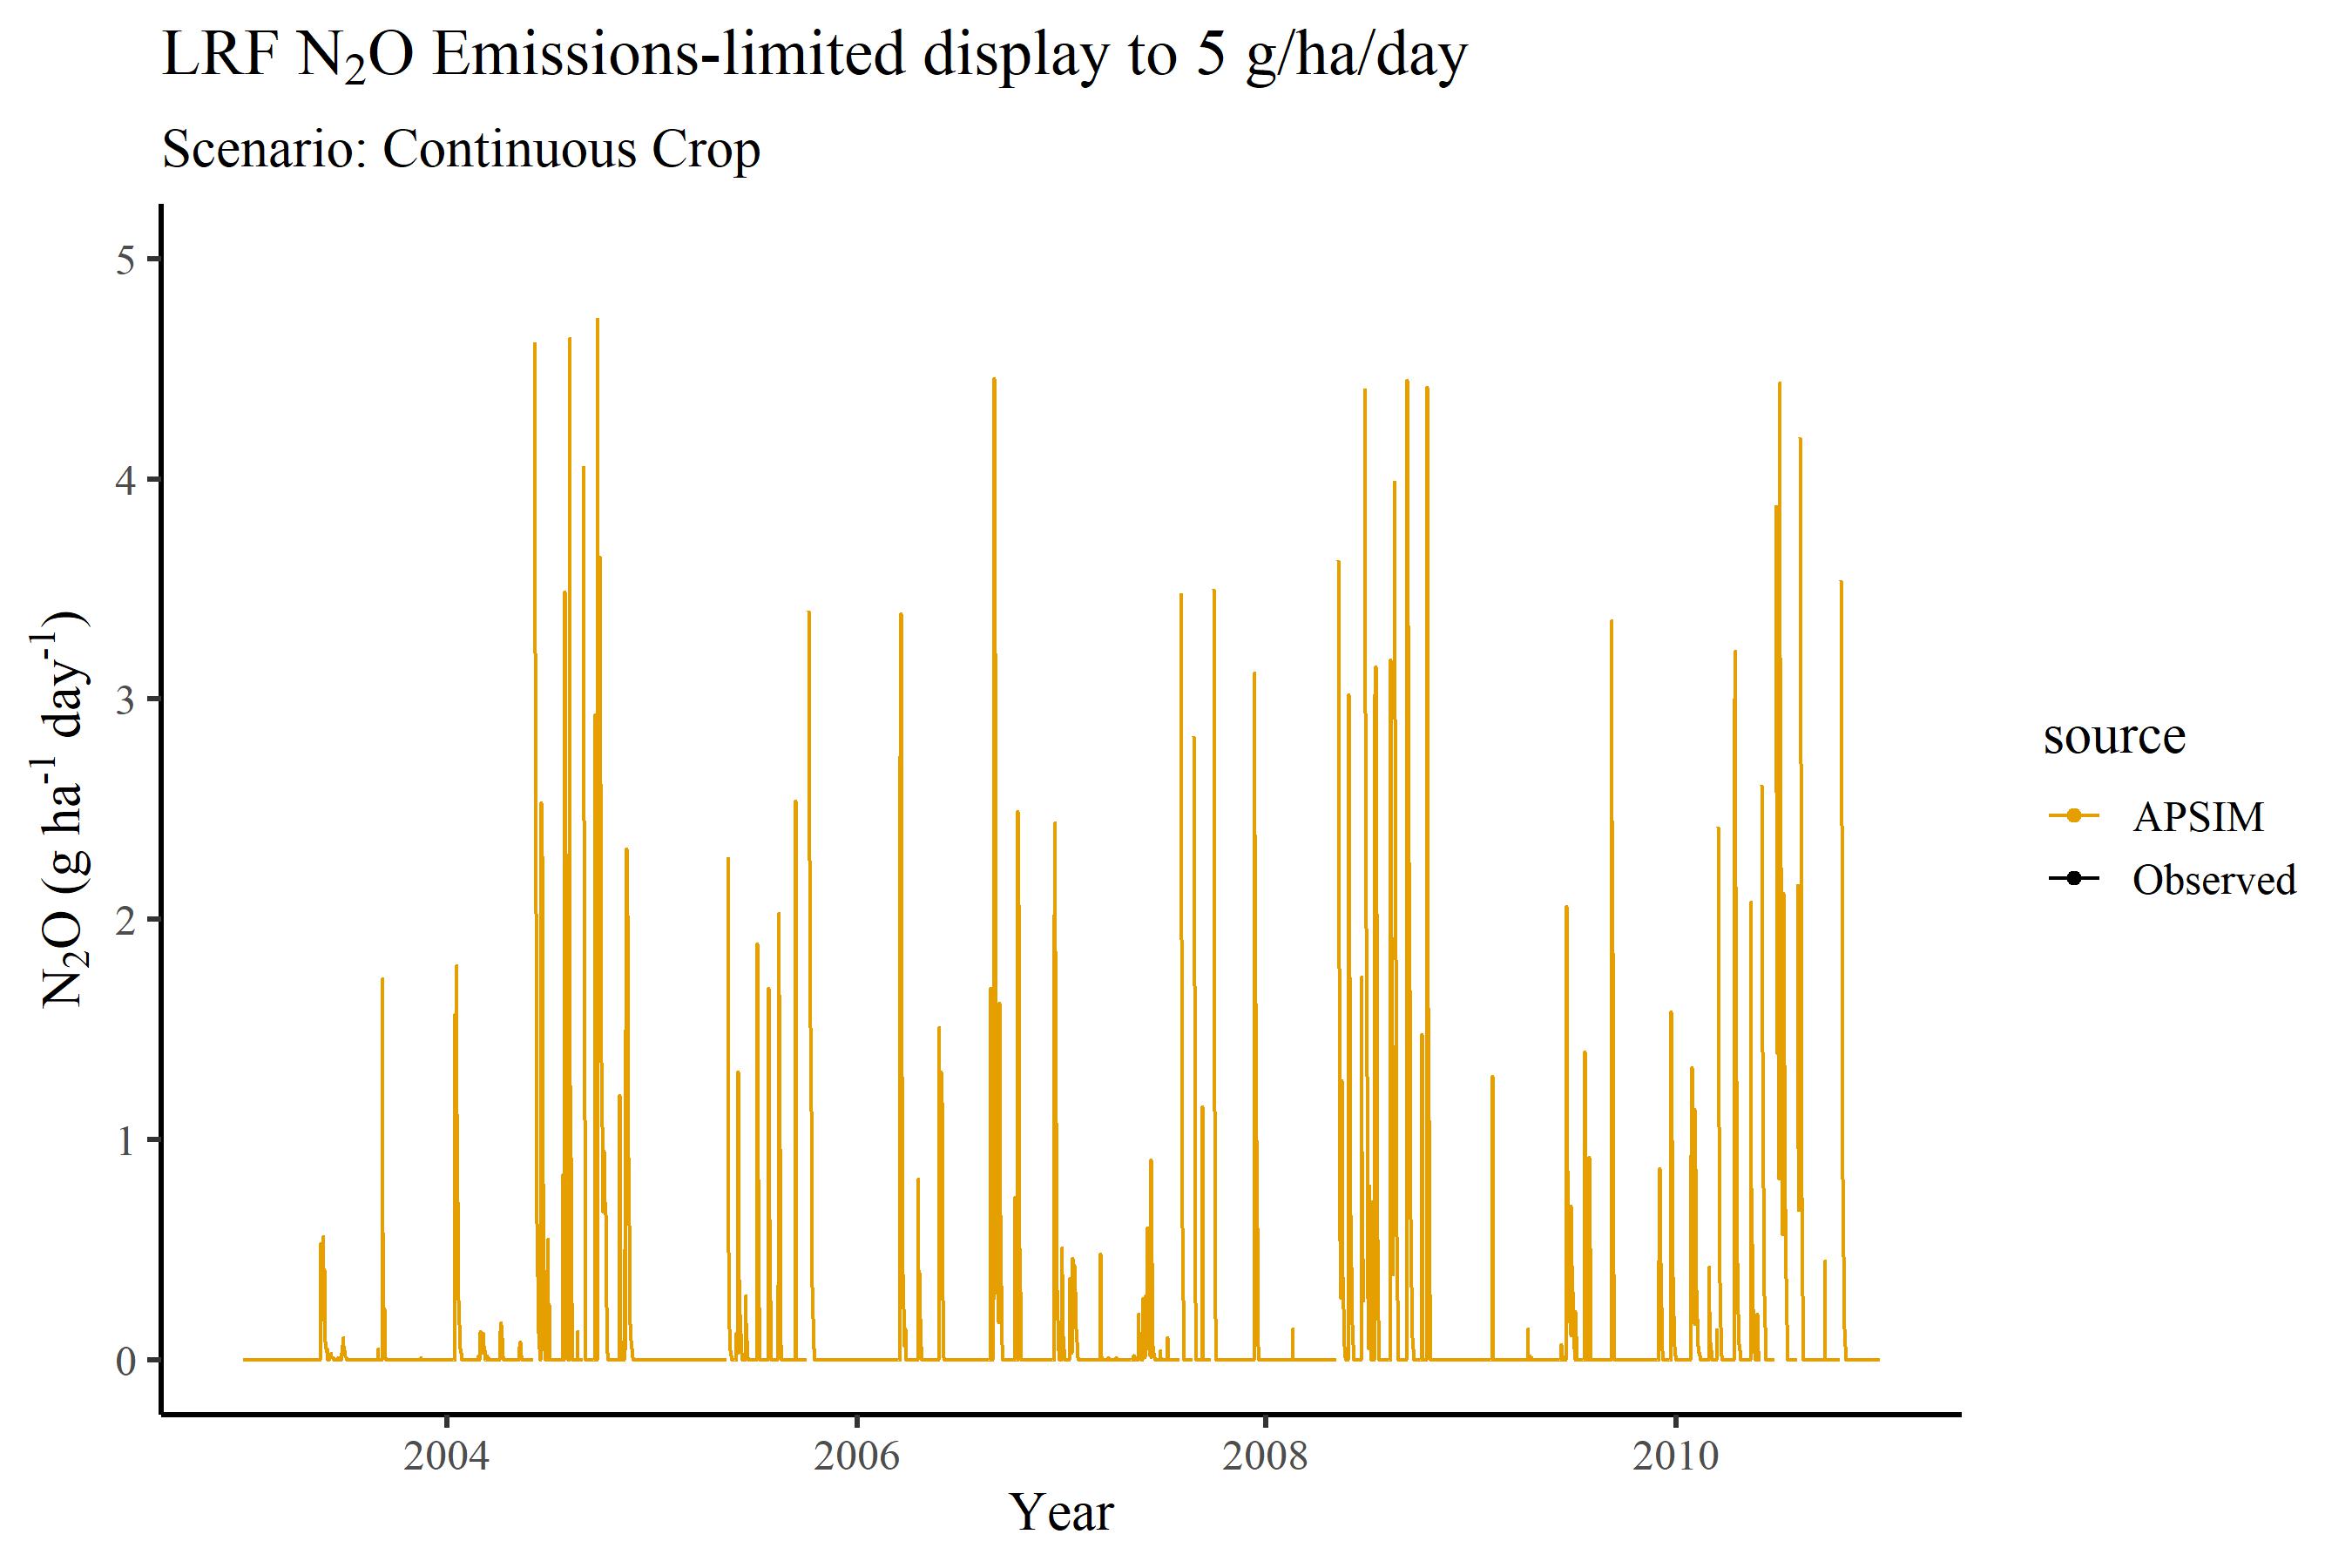 LRF N₂O Emissions-limited display to 5 g/ha/day
Scenario: Continuous Crop
5
4
3
2
1
0
N₂O (g ha⁻¹ day⁻¹)
2004 2006 2008 2010
Year
source
APSIM
Observed